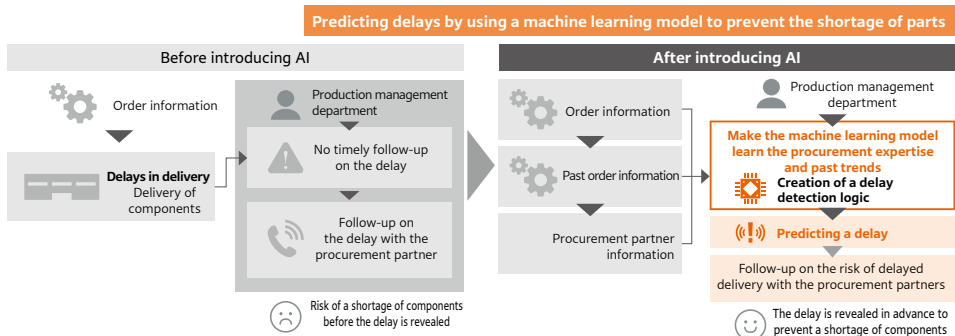 Predicting delays by using a machine learning model to prevent the shortage of parts
Before introducing AI
Order information
Delays in delivery
Delivery of
components
Production management
department
No timely follow-up
on the delay
Follow-up on
the delay with the
procurement partner
Risk of a shortage of components
before the delay is revealed
After introducing AI
Order information
Past order information
Procurement partner
information
Production management
department
Make the machine learning model
learn the procurement expertise
and past trends
Creation of a delay
detection logic
Predicting a delay
Follow-up on the risk of delayed
delivery with the procurement partners
The delay is revealed in advance to
prevent a shortage of components